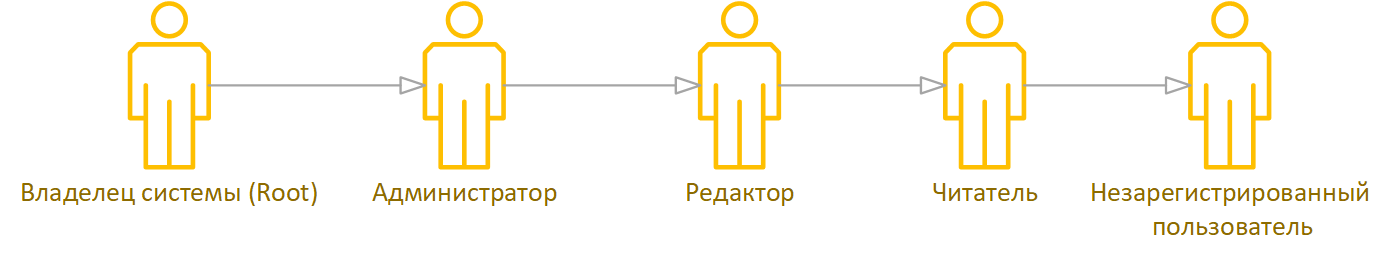 Владелец системы (Root)
Администратор
Редактор
Читатель
Незарегистрированный
пользователь